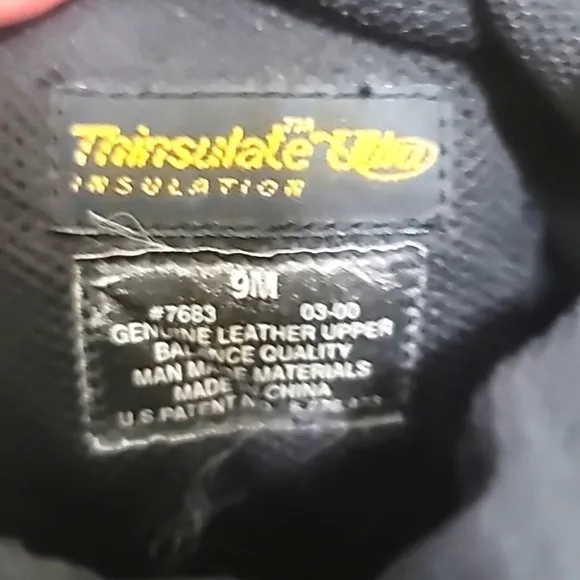 Thinsulate™ Ultra
INSULATION
9M
#7683 03-00
GENUINE LEATHER UPPER
BALANCE QUALITY
MAN MADE MATERIALS
MADE IN CHINA
U.S. PATENT